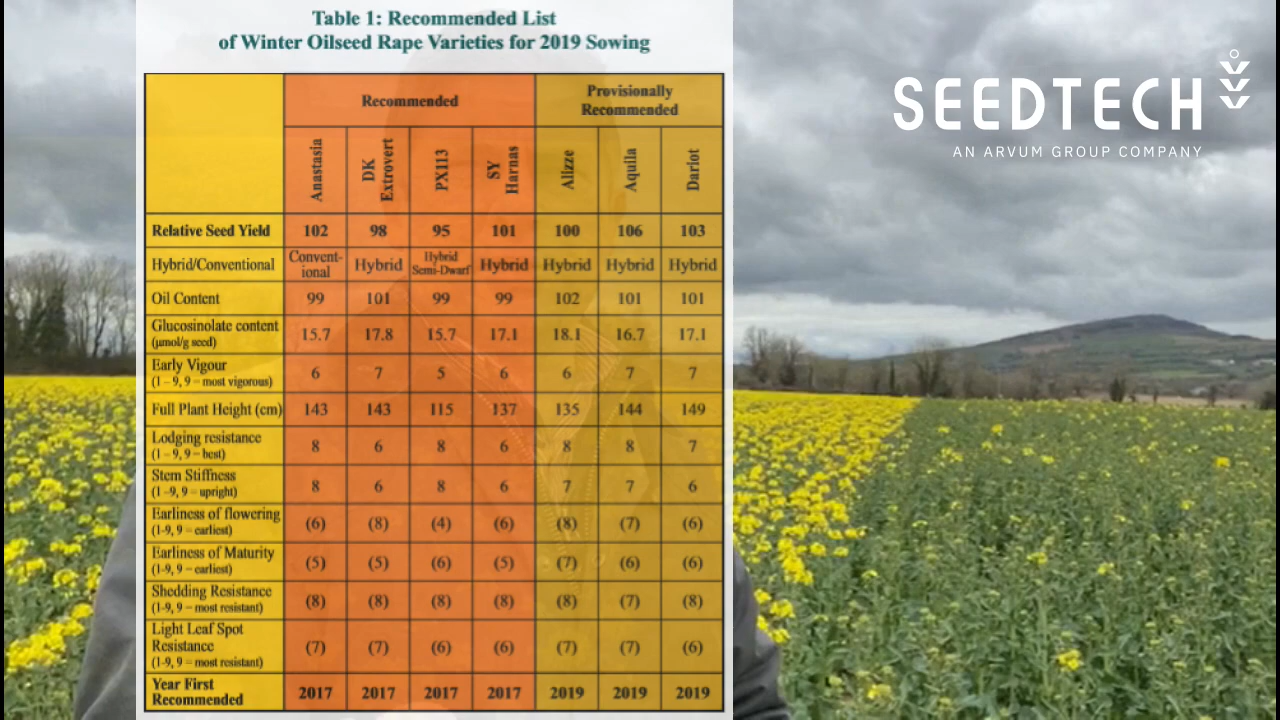 Table 1: Recommended List
of Winter Oilseed Rape Varieties for 2019 Sowing
SEEDTECH
AN ARVUM GROUP COMPANY
Recommended
Provisionally
Recommended
Anastasia
DK
Extrovert
PX113
SY
Harnas
Alizze
Aquila
Dariot
Relative Seed Yield 102 98 95 101 100 106 103
Hybrid/Conventional Convent-
ional Hybrid Hybrid
Semi-Dwarf Hybrid Hybrid Hybrid Hybrid
Oil Content 99 101 99 99 102 101 101
Glucosinolate content
(µmol/g seed) 15.7 17.8 15.7 17.1 18.1 16.7 17.1
Early Vigour
(1 – 9, 9 = most vigorous) 6 7 5 6 6 7 7
Full Plant Height (cm) 143 143 115 137 135 144 149
Lodging resistance
(1 – 9, 9 = best) 8 6 8 6 8 8 7
Stem Stiffness
(1 –9, 9 = upright) 8 6 8 6 7 7 6
Earliness of flowering
(1-9, 9 = earliest) (6) (8) (4) (6) (8) (7) (6)
Earliness of Maturity
(1-9, 9 = earliest) (5) (5) (6) (5) (7) (6) (6)
Shedding Resistance
(1-9, 9 = most resistant) (8) (8) (8) (8) (8) (7) (8)
Light Leaf Spot
Resistance
(1-9, 9 = most resistant) (7) (7) (6) (6) (7) (7) (6)
Year First
Recommended 2017 2017 2017 2017 2019 2019 2019